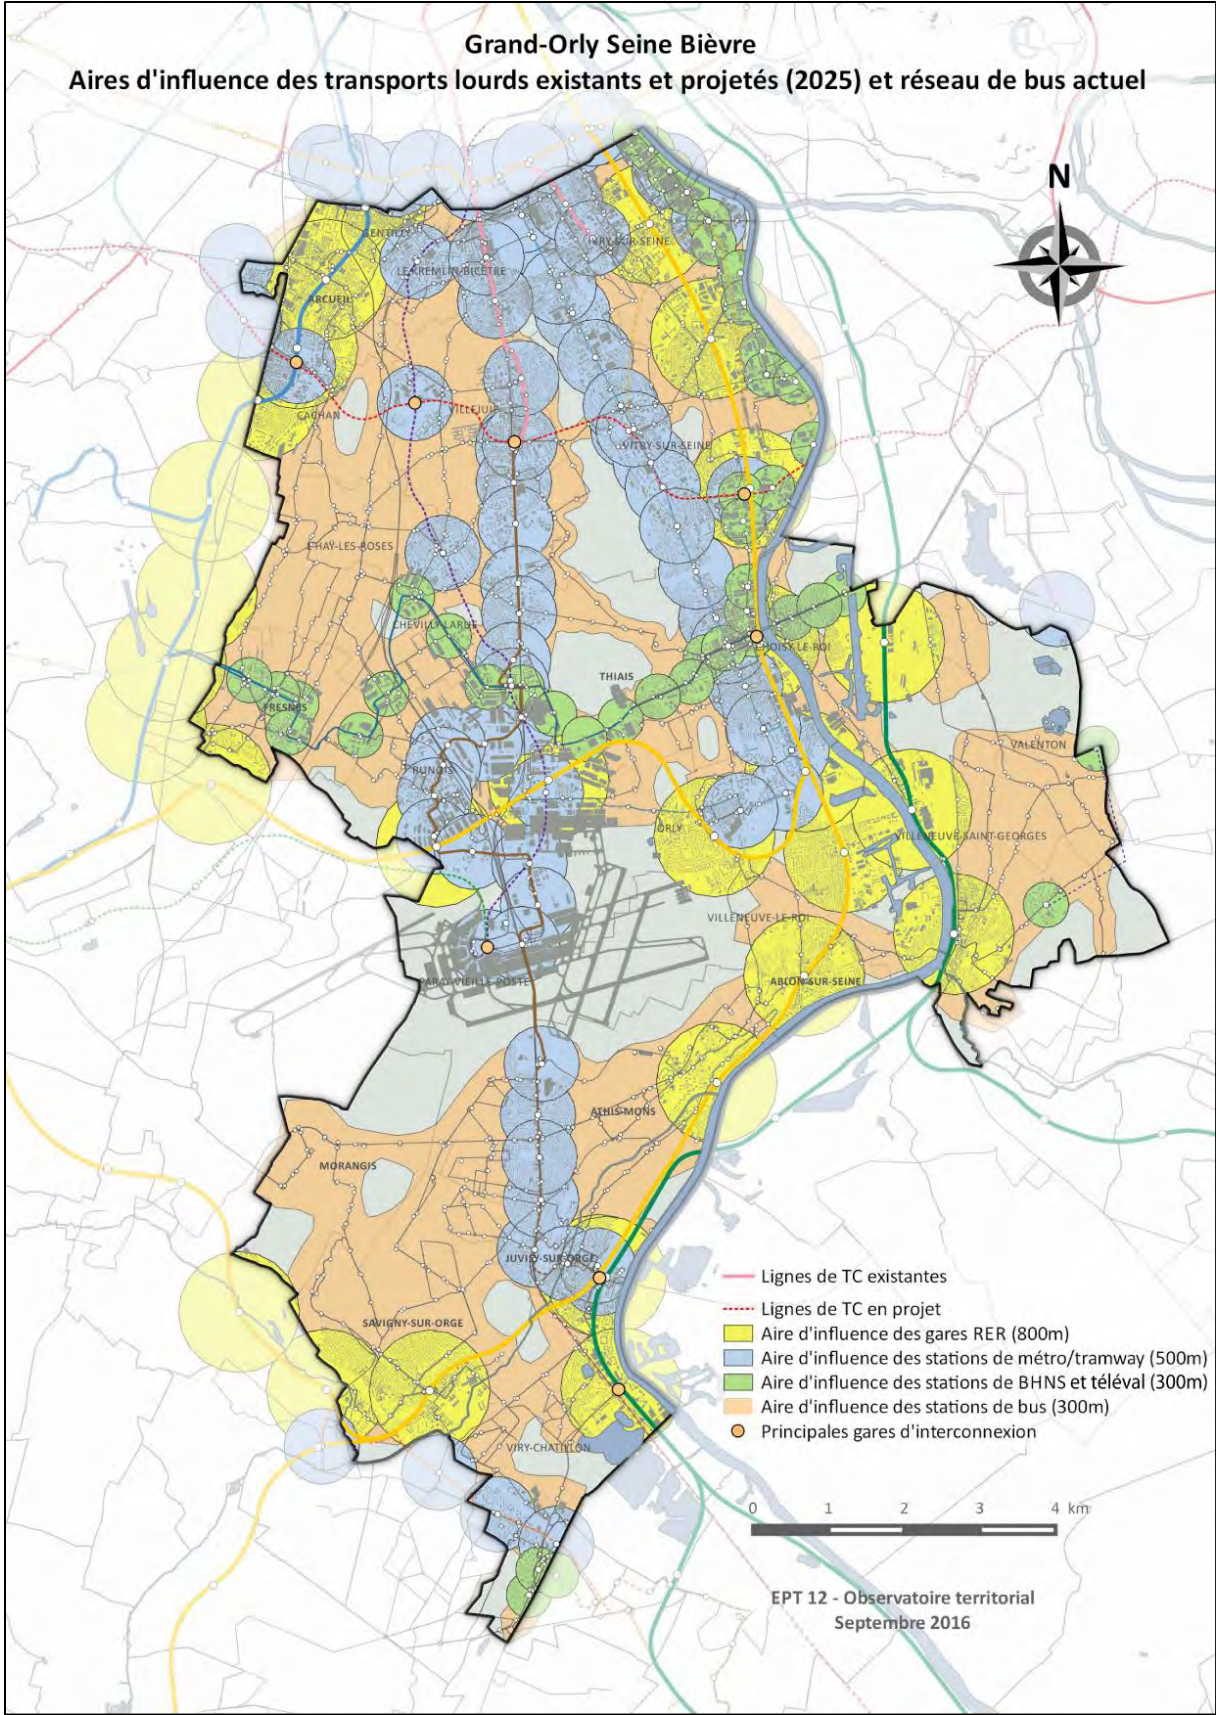 Grand-Orly Seine Bièvre
Aires d'influence des transports lourds existants et projetés (2025) et réseau de bus actuel
N
GENTILLY
IVRY-SUR-SEINE
LE KREMLIN-BICÊTRE
ARCUEIL
CACHAN
VILLEJUIF
VITRY-SUR-SEINE
L'HAŸ-LES-ROSES
CHEVILLY-LARUE
CHOISY-LE-ROI
THIAIS
FRESNES
VALENTON
RUNGIS
ORLY
VILLENEUVE-SAINT-GEORGES
VILLENEUVE-LE-ROI
PARAY-VIEILLE-POSTE
ABLON-SUR-SEINE
ATHIS-MONS
MORANGIS
JUVISY-SUR-ORGE
SAVIGNY-SUR-ORGE
VIRY-CHATILLON
Lignes de TC existantes
Lignes de TC en projet
Aire d'influence des gares RER (800m)
Aire d'influence des stations de métro/tramway (500m)
Aire d'influence des stations de BHNS et téléval (300m)
Aire d'influence des stations de bus (300m)
Principales gares d'interconnexion
0 1 2 3 4 km
EPT 12 - Observatoire territorial
Septembre 2016